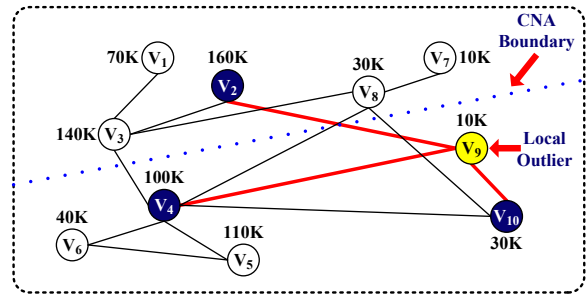 CNA
Boundary
70K V1
160K
V2
30K
V8
V7 10K
140K V3
10K
V9
Local
Outlier
100K
V4
40K
V6
110K
V5
V10
30K